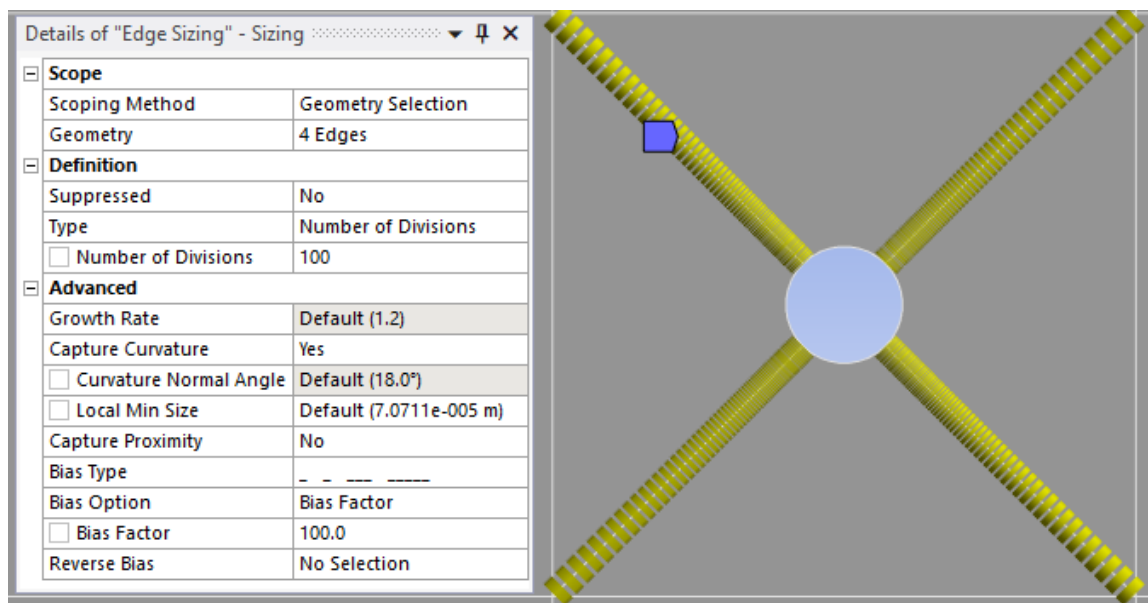 Details of "Edge Sizing" - Sizing
Scope
Scoping Method Geometry Selection
Geometry 4 Edges
Definition
Suppressed No
Type Number of Divisions
Number of Divisions 100
Advanced
Growth Rate Default (1.2)
Capture Curvature Yes
Curvature Normal Angle Default (18.0°)
Local Min Size Default (7.0711e-005 m)
Capture Proximity No
Bias Type _ _ ___ _____
Bias Option Bias Factor
Bias Factor 100.0
Reverse Bias No Selection